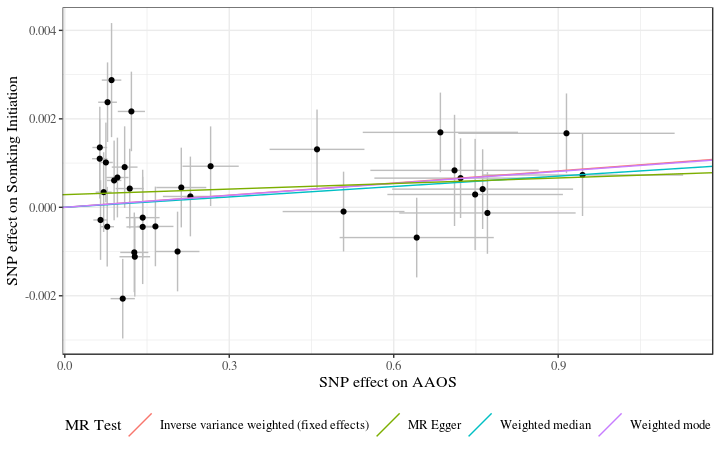 SNP effect on Somking Initiation
0.004
0.002
0.000
-0.002
0.0
0.3
0.6
0.9
SNP effect on AAOS
MR Test
Inverse variance weighted (fixed effects)
MR Egger
Weighted median
Weighted mode